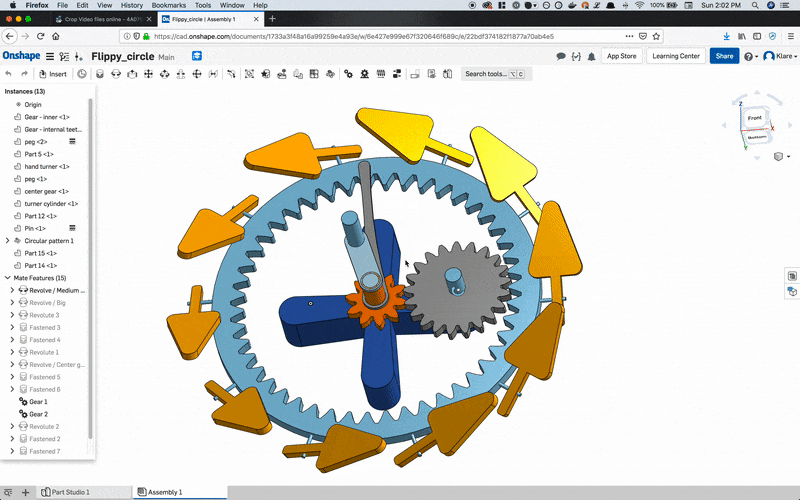 Firefox File Edit View History Bookmarks Tools Window Help
100% Sun 2:02 PM
Crop Video files online - 4A01
Flippy_circle | Assembly 1
https://cad.onshape.com/documents/1733a3f48a16a99259e4a93e/w/6e427e999e67f320646f689c/e/22bdf374182f1877a70ab4e5
Onshape
Flippy_circle Main
App Store
Learning Center
Share
Klare
Insert
Search tools...
Instances (13)
Origin
Gear - inner <1>
Gear - internal teet...
peg <2>
Part 5 <1>
hand turner <1>
peg <1>
center gear <1>
turner cylinder <1>
Part 12 <1>
Pin <1>
Circular pattern 1
Part 15 <1>
Part 14 <1>
Mate Features (15)
Revolve / Medium ...
Revolve / Big
Revolute 3
Fastened 3
Fastened 4
Revolute 1
Revolve / Center g...
Fastened 5
Fastened 6
Gear 1
Gear 2
Revolute 2
Fastened 2
Fastened 7
Z
Front
X
Bottom
Y
Part Studio 1
Assembly 1